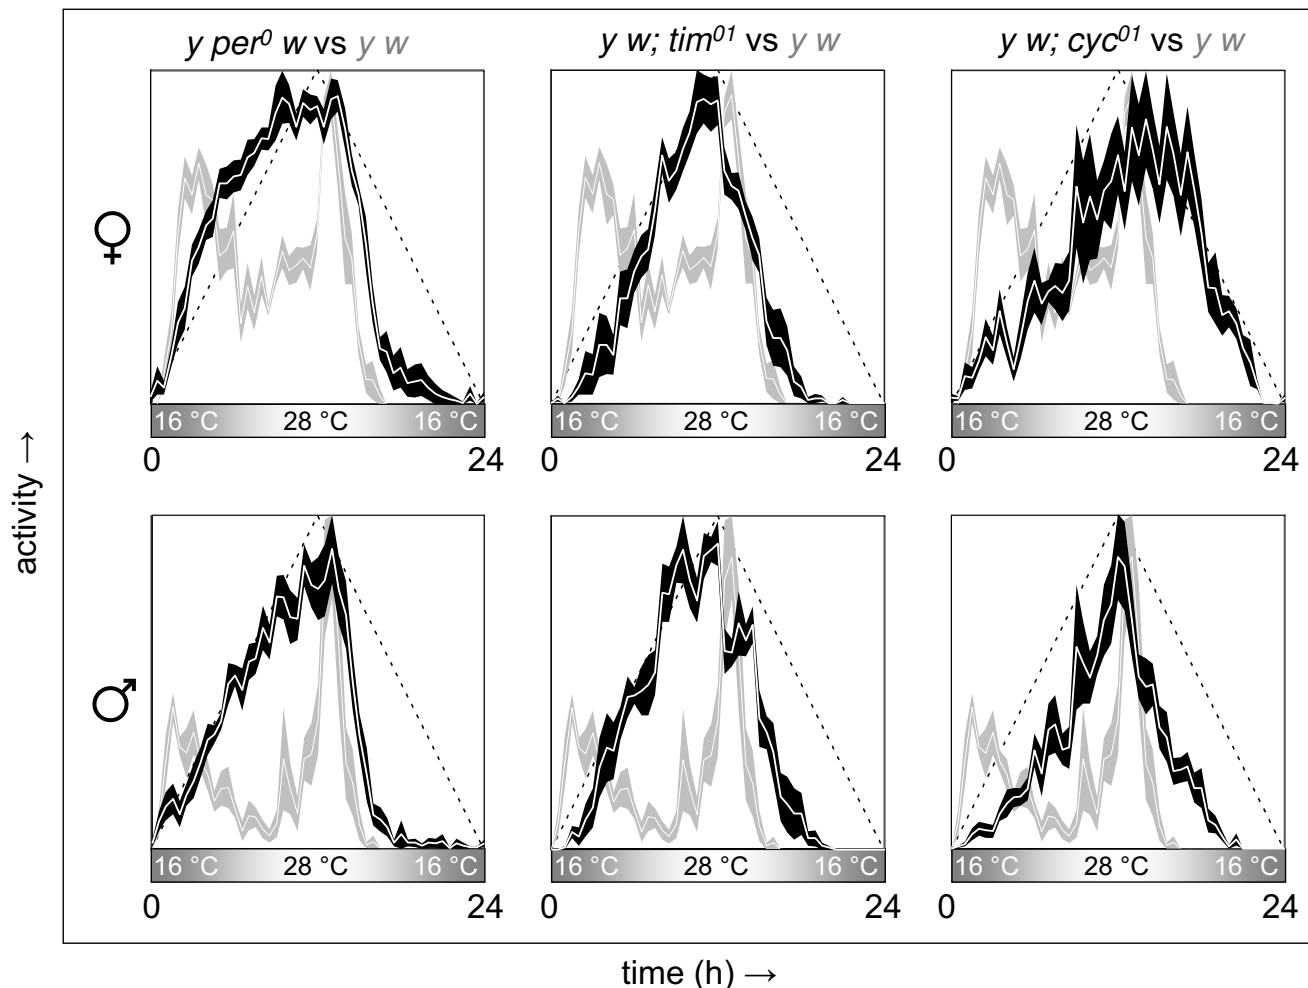 y per⁰ w vs y w
y w; tim⁰¹ vs y w
y w; cyc⁰¹ vs y w
♀
16 °C 28 °C 16 °C
16 °C 28 °C 16 °C
16 °C 28 °C 16 °C
0 24
0 24
0 24
activity →
♂
16 °C 28 °C 16 °C
16 °C 28 °C 16 °C
16 °C 28 °C 16 °C
0 24
0 24
0 24
time (h) →